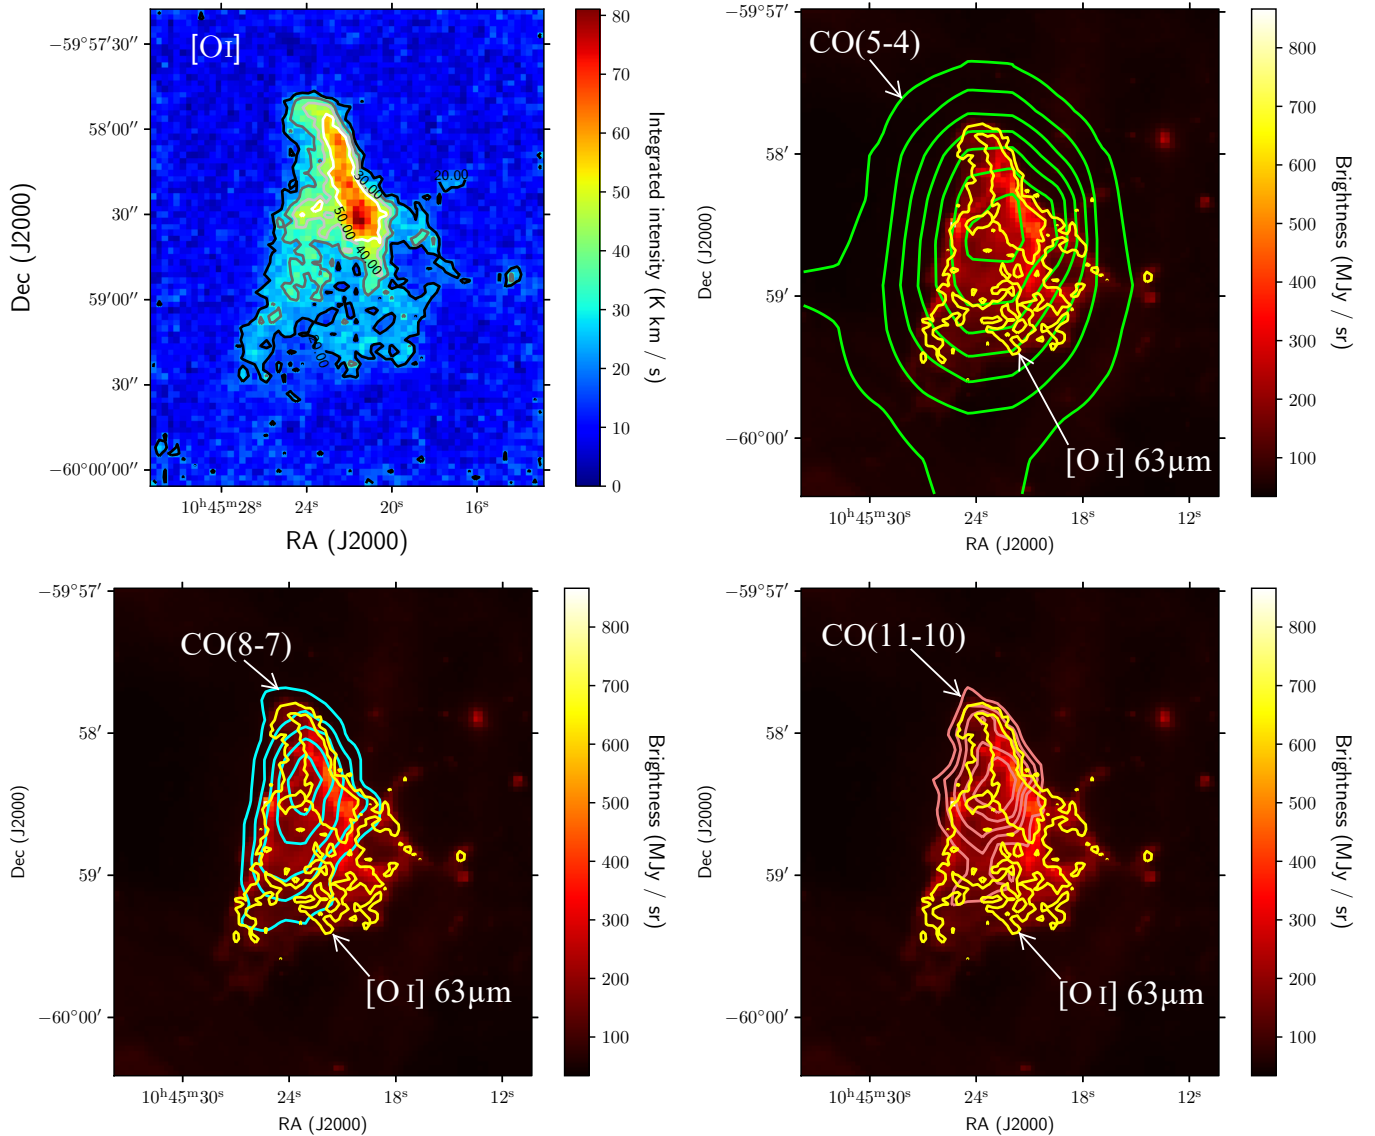 [OI]
−59°57′30″
58′00″
30″
59′00″
30″
−60°00′00″
Dec (J2000)
20.00
30.00
50.00
40.00
20.00
10ʰ45ᵐ28ˢ
24ˢ
20ˢ
16ˢ
RA (J2000)
80
70
60
50
40
30
20
10
0
Integrated intensity (K km / s)
CO(5-4)
[O I] 63µm
−59°57′
58′
59′
−60°00′
Dec (J2000)
10ʰ45ᵐ30ˢ
24ˢ
18ˢ
12ˢ
RA (J2000)
800
700
600
500
400
300
200
100
Brightness (MJy / sr)
CO(8-7)
[O I] 63µm
−59°57′
58′
59′
−60°00′
Dec (J2000)
10ʰ45ᵐ30ˢ
24ˢ
18ˢ
12ˢ
RA (J2000)
800
700
600
500
400
300
200
100
Brightness (MJy / sr)
CO(11-10)
[O I] 63µm
−59°57′
58′
59′
−60°00′
Dec (J2000)
10ʰ45ᵐ30ˢ
24ˢ
18ˢ
12ˢ
RA (J2000)
800
700
600
500
400
300
200
100
Brightness (MJy / sr)